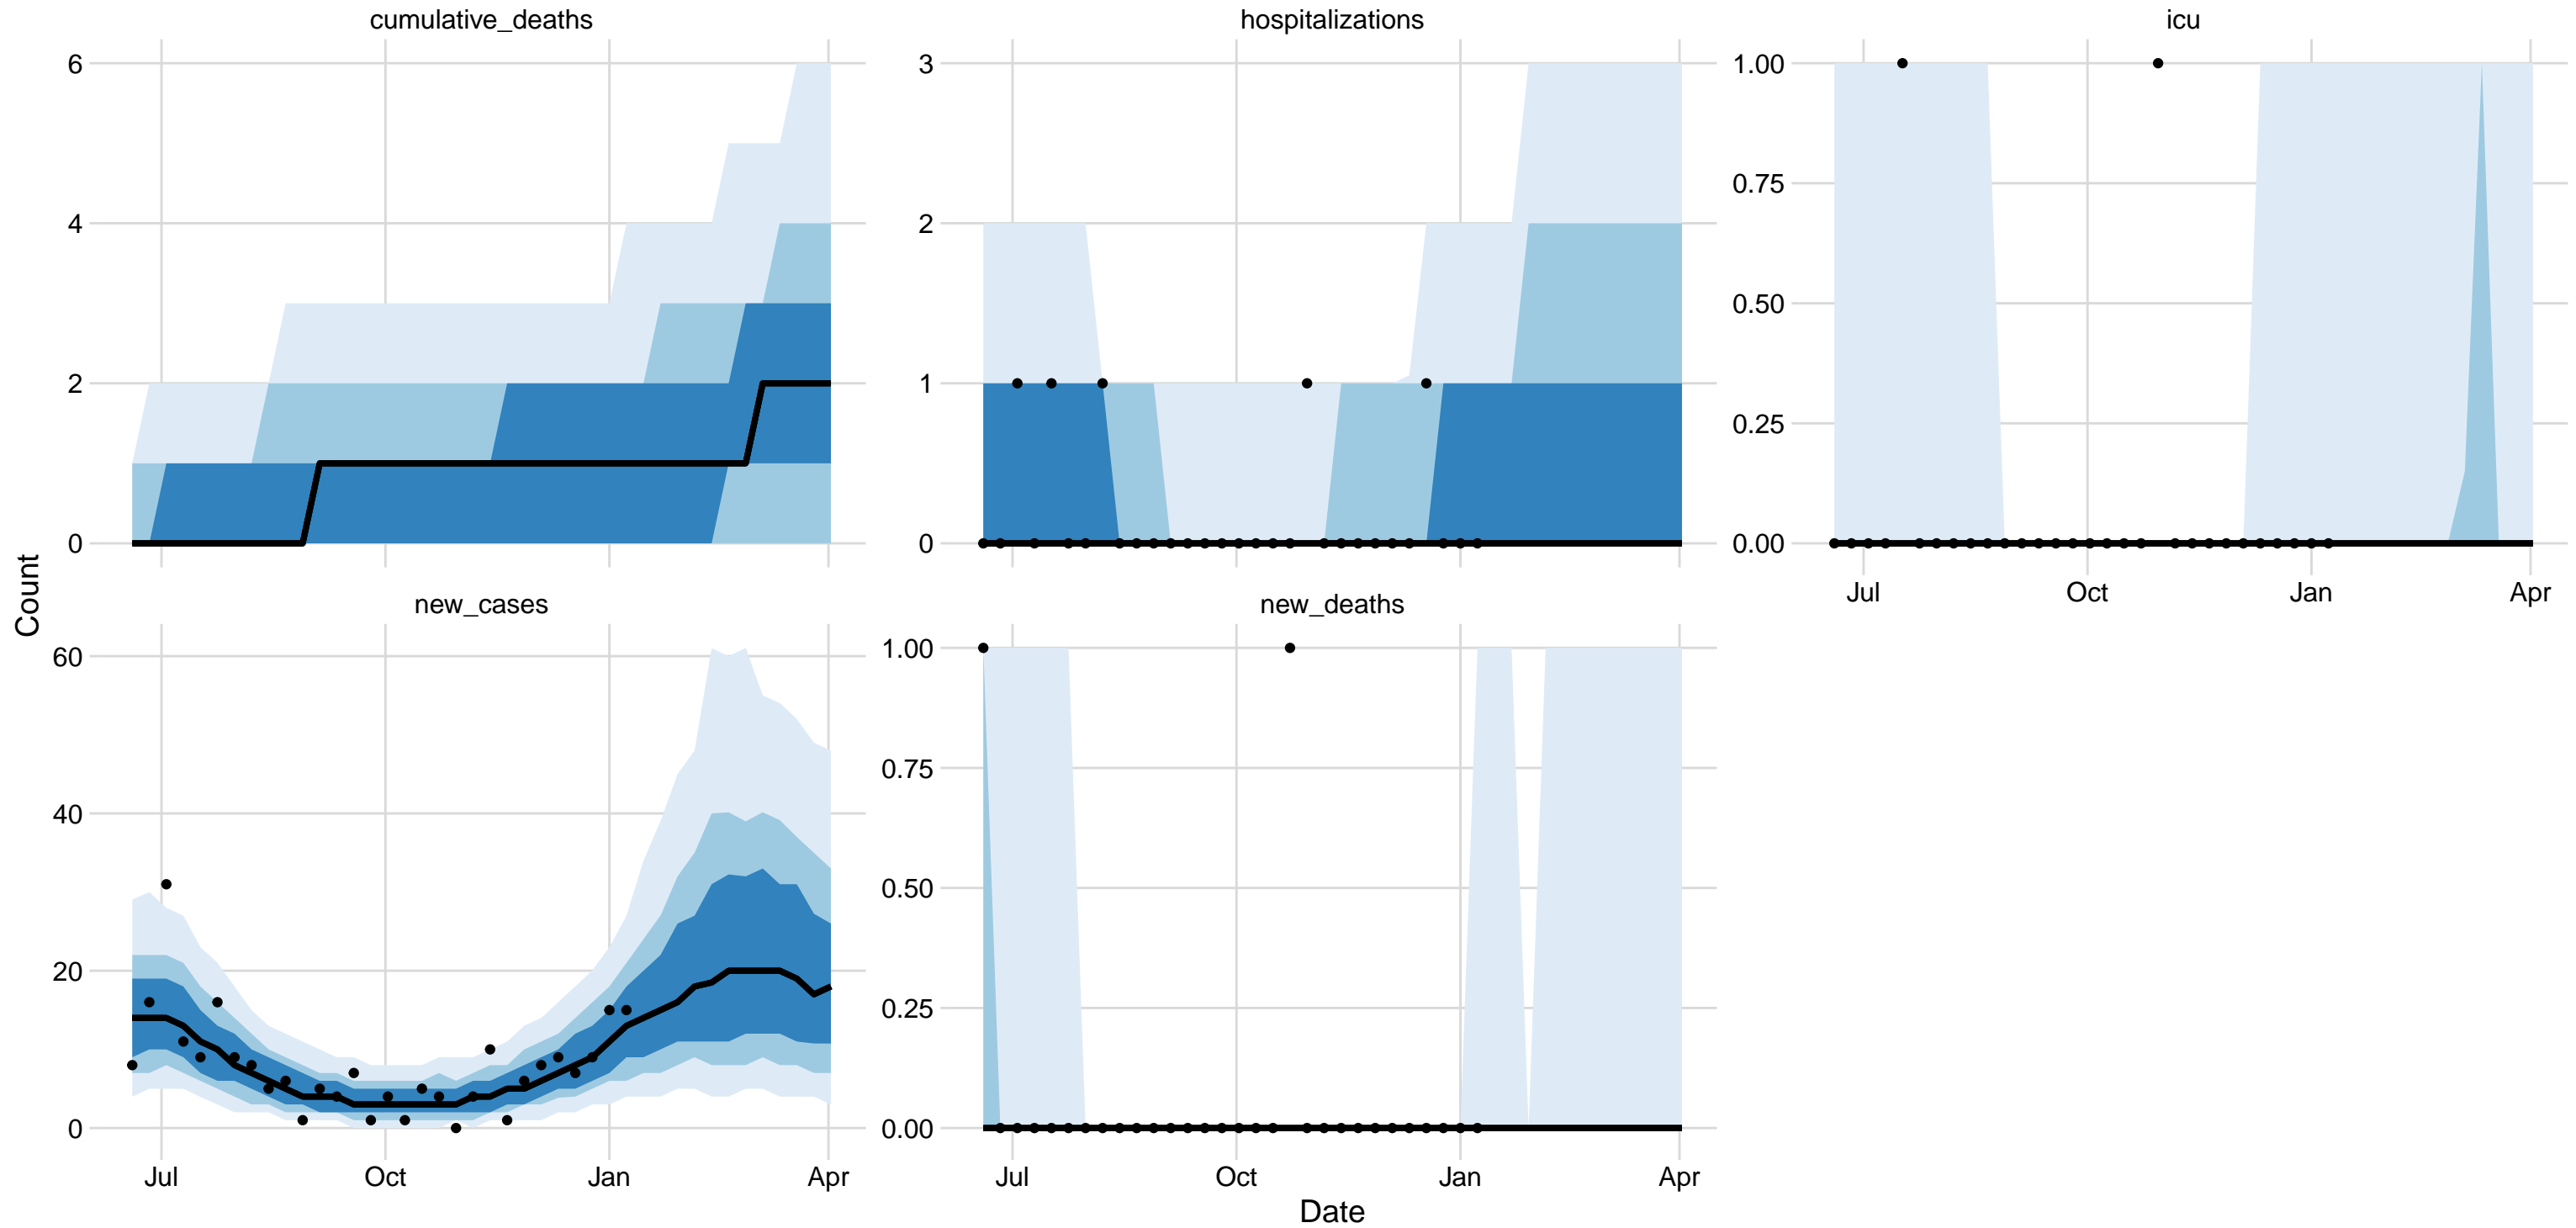 cumulative_deaths
6
4
2
0
hospitalizations
3
2
1
0
icu
1.00
0.75
0.50
0.25
0.00
Jul Oct Jan Apr
Count
new_cases
60
40
20
0
Jul Oct Jan Apr
new_deaths
1.00
0.75
0.50
0.25
0.00
Jul Oct Jan Apr
Date